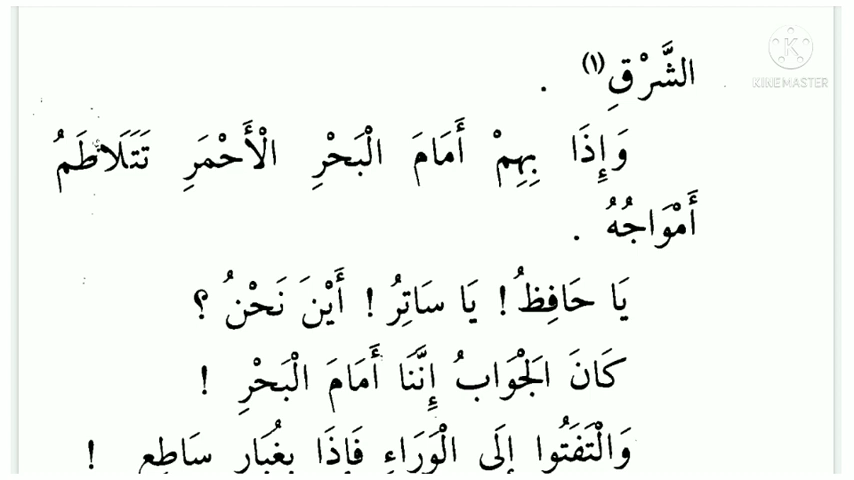 الشَّرْقِ (١) .
وَإِذَا بِهِمْ أَمَامَ الْبَحْرِ الْأَحْمَرِ تَتَلَاطَمُ
أَمْوَاجُهُ .
يَا حَافِظُ ! يَا سَاتِرُ ! أَيْنَ نَحْنُ ؟
كَانَ الْجَوَابُ إِنَّنَا أَمَامَ الْبَحْرِ !
وَالْتَفَتُوا إِلَى الْوَرَاءِ فَإِذَا بِغُبَارٍ سَاطِعٍ !
KINEMASTER